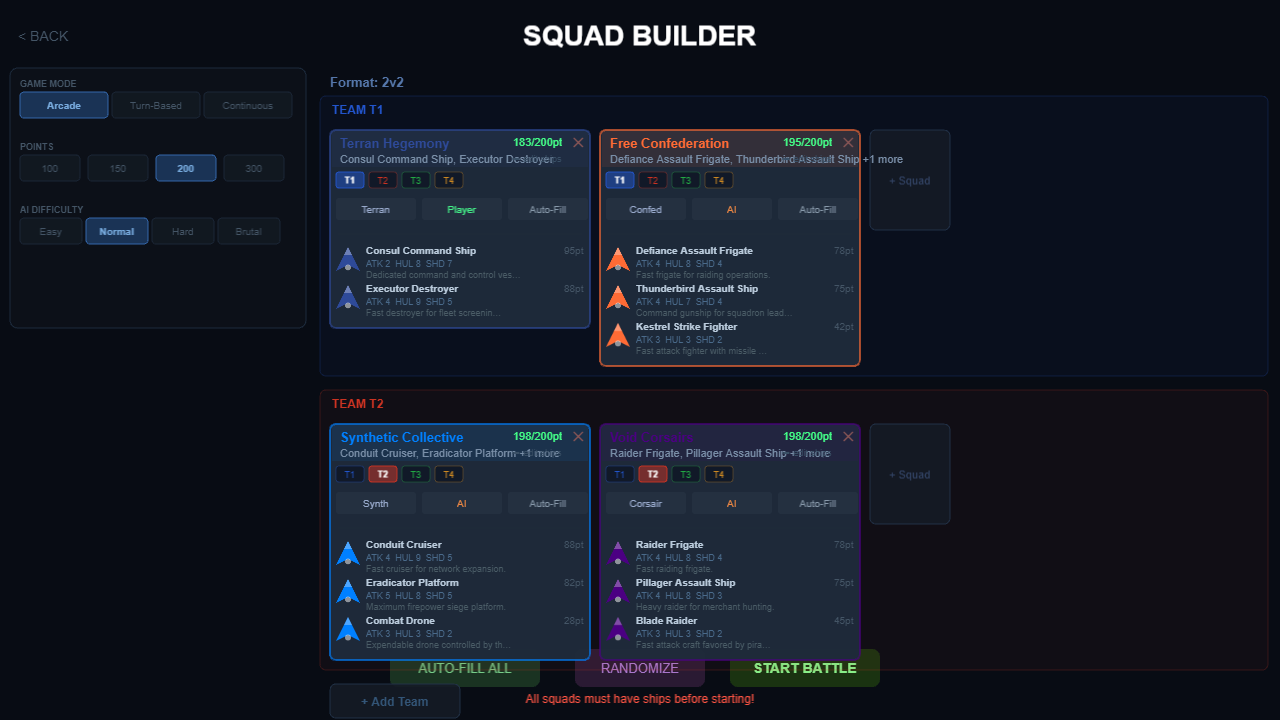 < BACK
SQUAD BUILDER
GAME MODE
Arcade
Turn-Based
Continuous
POINTS
100
150
200
300
AI DIFFICULTY
Easy
Normal
Hard
Brutal
Format: 2v2
TEAM T1
Terran Hegemony
183/200pt
Consul Command Ship, Executor Destroyer
T1
T2
T3
T4
Terran
Player
Auto-Fill
Consul Command Ship
95pt
ATK 2 HUL 8 SHD 7
Dedicated command and control ves...
Executor Destroyer
88pt
ATK 4 HUL 9 SHD 5
Fast destroyer for fleet screenin...
Free Confederation
195/200pt
Defiance Assault Frigate, Thunderbird Assault Ship +1 more
T1
T2
T3
T4
Confed
AI
Auto-Fill
Defiance Assault Frigate
78pt
ATK 4 HUL 8 SHD 4
Fast frigate for raiding operations.
Thunderbird Assault Ship
75pt
ATK 4 HUL 7 SHD 4
Command gunship for squadron lead...
Kestrel Strike Fighter
42pt
ATK 3 HUL 3 SHD 2
Fast attack fighter with missile ...
+ Squad
TEAM T2
Synthetic Collective
198/200pt
Conduit Cruiser, Eradicator Platform +1 more
T1
T2
T3
T4
Synth
AI
Auto-Fill
Conduit Cruiser
88pt
ATK 4 HUL 9 SHD 5
Fast cruiser for network expansion.
Eradicator Platform
82pt
ATK 5 HUL 8 SHD 5
Maximum firepower siege platform.
Combat Drone
28pt
ATK 3 HUL 3 SHD 2
Expendable drone controlled by th...
198/200pt
Raider Frigate, Pillager Assault Ship +1 more
T1
T2
T3
T4
Corsair
AI
Auto-Fill
Raider Frigate
78pt
ATK 4 HUL 8 SHD 4
Fast raiding frigate.
Pillager Assault Ship
75pt
ATK 4 HUL 8 SHD 3
Heavy raider for merchant hunting.
Blade Raider
45pt
ATK 3 HUL 3 SHD 2
Fast attack craft favored by pira...
+ Squad
AUTO-FILL ALL
RANDOMIZE
START BATTLE
+ Add Team
All squads must have ships before starting!